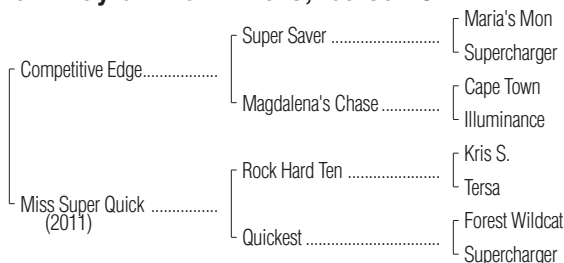 Maria's Mon
Super Saver ....................
Supercharger
Competitive Edge..................
Cape Town
Magdalena's Chase ..............
Illuminance
Kris S.
Rock Hard Ten ...................
Tersa
Miss Super Quick ................
(2011)
Forest Wildcat
Quickest ..........................
Supercharger